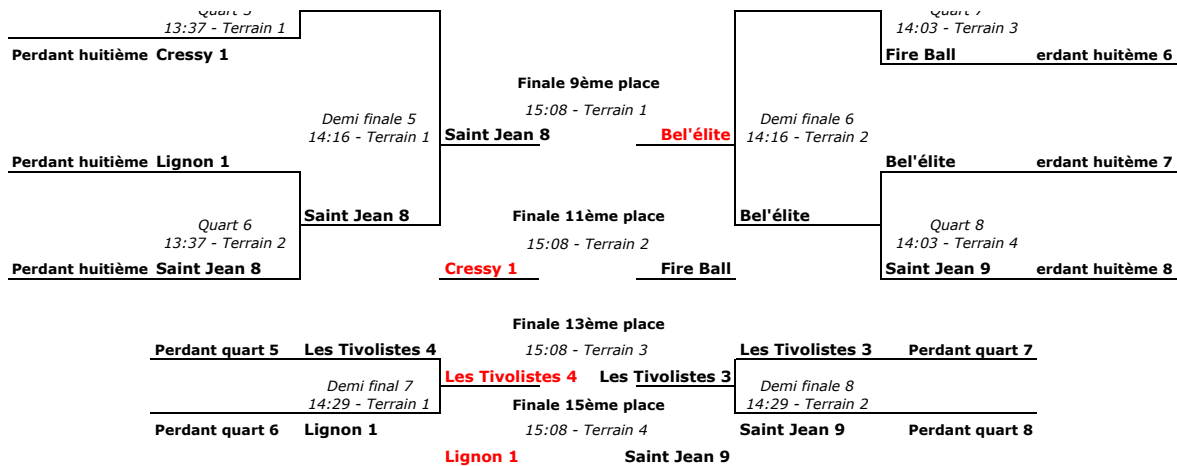 13:37 - Terrain 1
14:03 - Terrain 3
Perdant huitième Cressy 1
Fire Ball erdant huitème 6
Finale 9ème place
15:08 - Terrain 1
Demi finale 5
14:16 - Terrain 1
Saint Jean 8
Bel'élite
Demi finale 6
14:16 - Terrain 2
Perdant huitième Lignon 1
Bel'élite erdant huitème 7
Quart 6
13:37 - Terrain 2
Saint Jean 8
Finale 11ème place
15:08 - Terrain 2
Bel'élite
Quart 8
14:03 - Terrain 4
Perdant huitième Saint Jean 8
Cressy 1
Fire Ball
Saint Jean 9 erdant huitème 8
Finale 13ème place
Perdant quart 5 Les Tivolistes 4
15:08 - Terrain 3
Les Tivolistes 3 Perdant quart 7
Les Tivolistes 4 Les Tivolistes 3
Demi final 7
14:29 - Terrain 1
Finale 15ème place
Demi finale 8
14:29 - Terrain 2
Perdant quart 6 Lignon 1
15:08 - Terrain 4
Saint Jean 9 Perdant quart 8
Lignon 1 Saint Jean 9